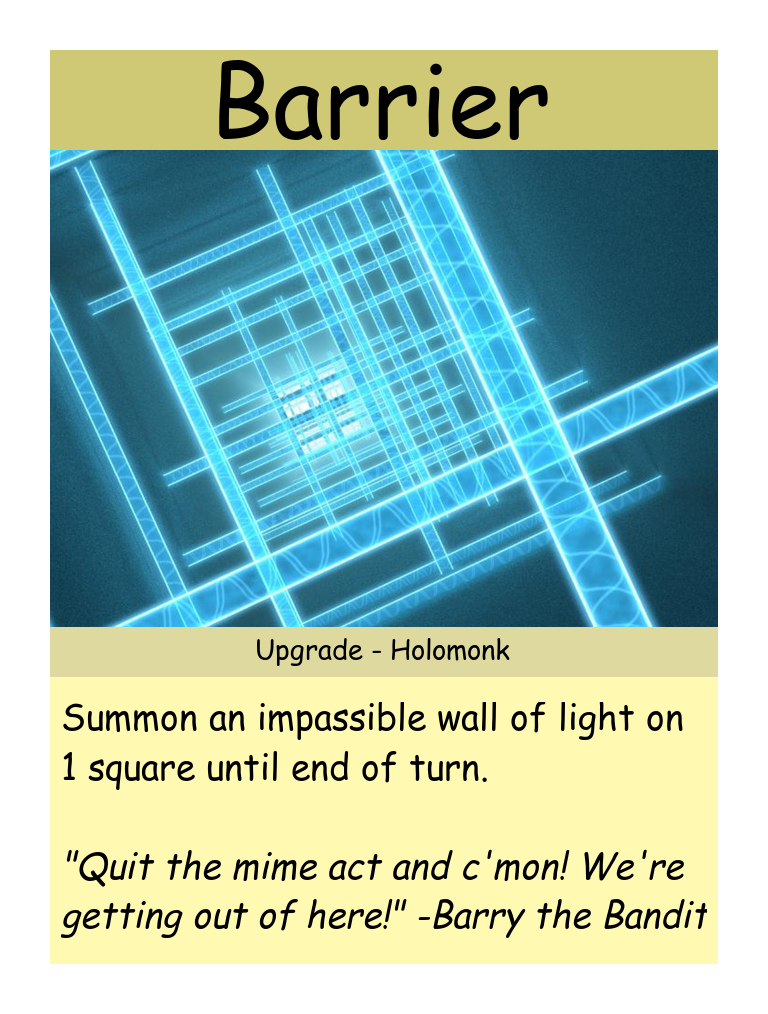 Barrier
Upgrade - Holomonk
Summon an impassible wall of light on
1 square until end of turn.
"Quit the mime act and c'mon! We're
getting out of here!" -Barry the Bandit